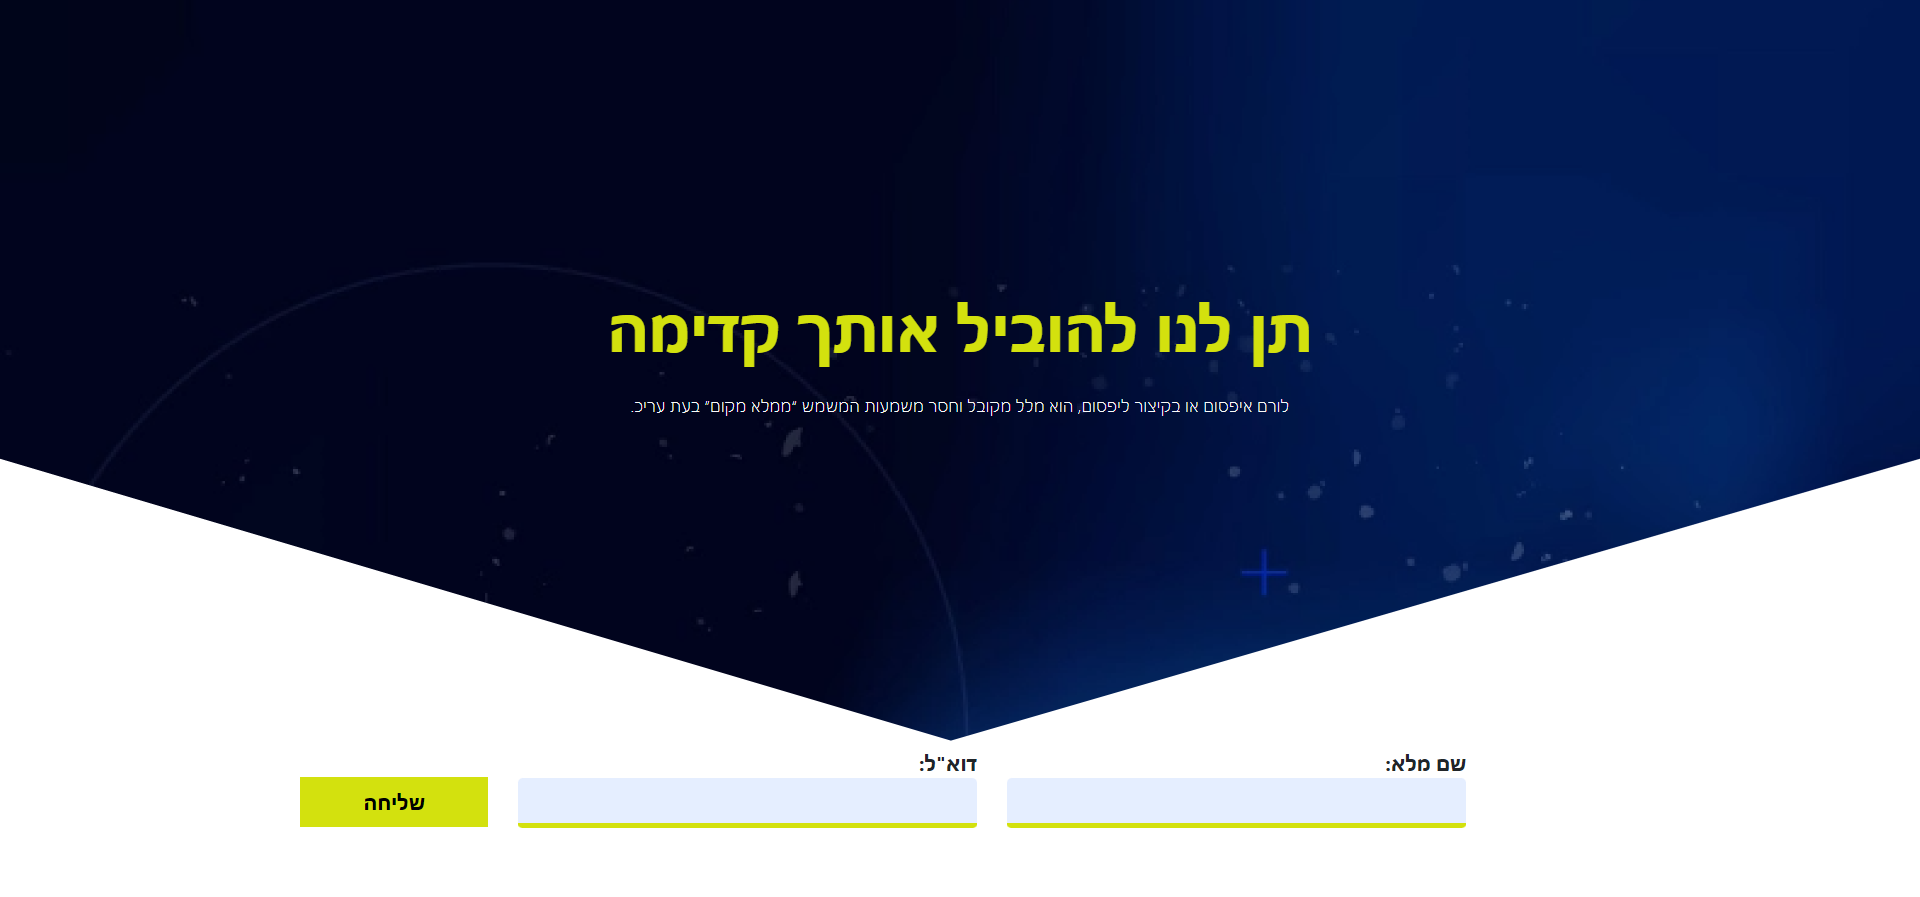 תן לנו להוביל אותך קדימה
לורם איפסום או בקיצור ליפסום, הוא מלל מקובל וחסר משמעות המשמש "ממלא מקום" בעת עריכ.
שם מלא:
דוא"ל:
שליחה